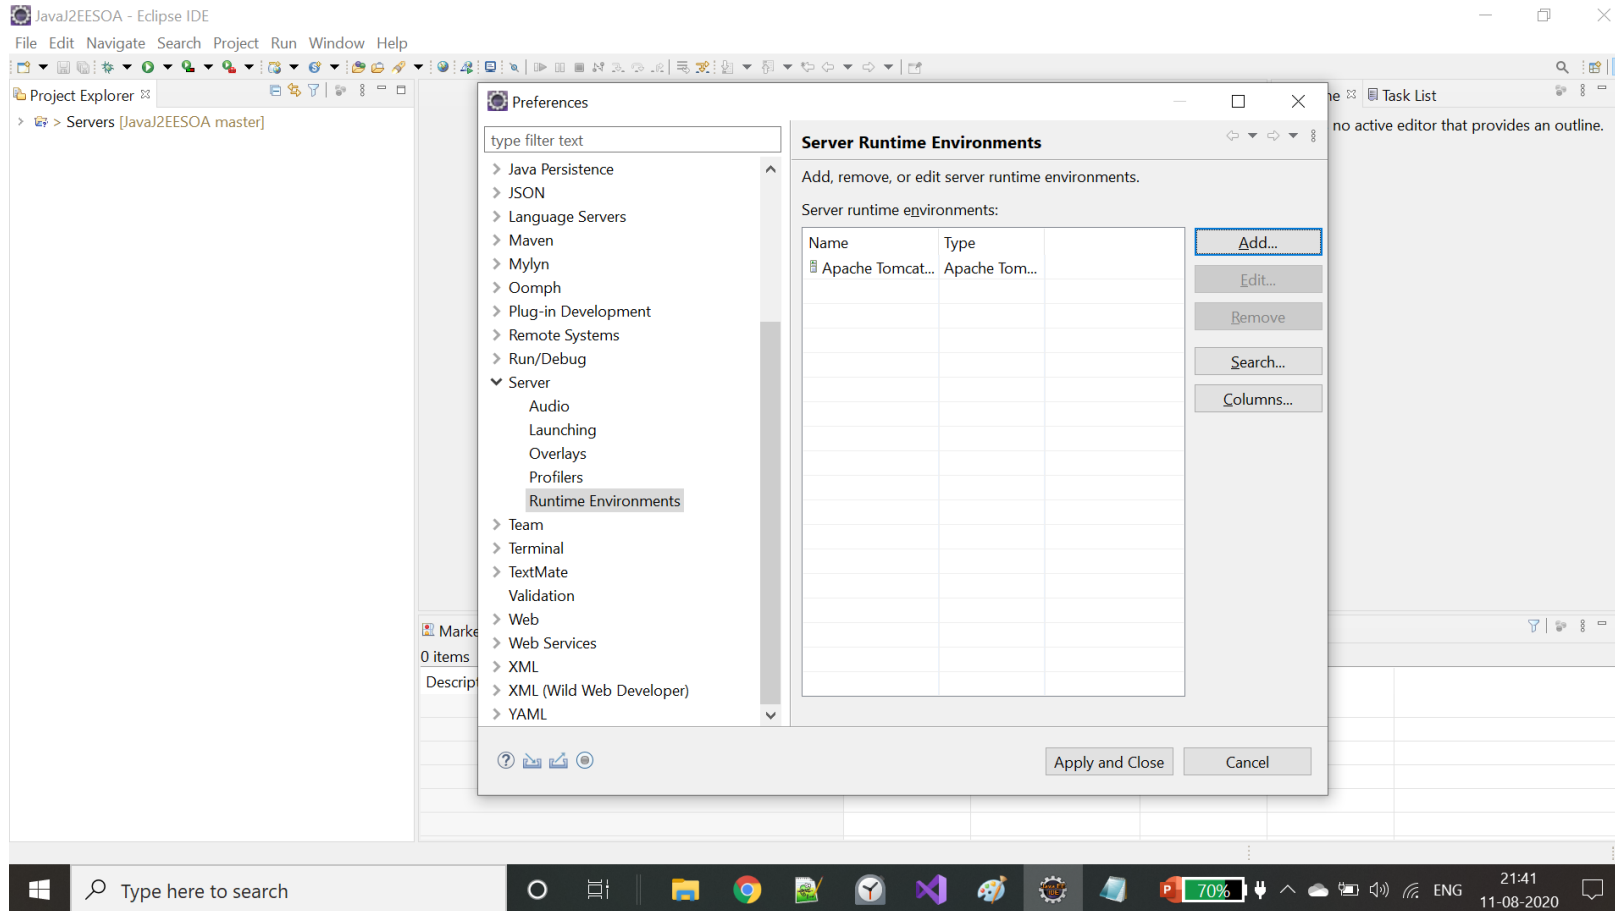 JavaJ2EESOA - Eclipse IDE
File Edit Navigate Search Project Run Window Help
Project Explorer
> Servers [JavaJ2EESOA master]
Preferences
type filter text
Java Persistence
JSON
Language Servers
Maven
Mylyn
Oomph
Plug-in Development
Remote Systems
Run/Debug
Server
Audio
Launching
Overlays
Profilers
Runtime Environments
Team
Terminal
TextMate
Validation
Web
Web Services
XML
XML (Wild Web Developer)
YAML
Server Runtime Environments
Add, remove, or edit server runtime environments.
Server runtime environments:
Name Type
Apache Tomcat... Apache Tom...
Add...
Edit...
Remove
Search...
Columns...
Apply and Close Cancel
ne Task List
no active editor that provides an outline.
Marke
0 items
Descript
Type here to search
70% ENG
21:41
11-08-2020